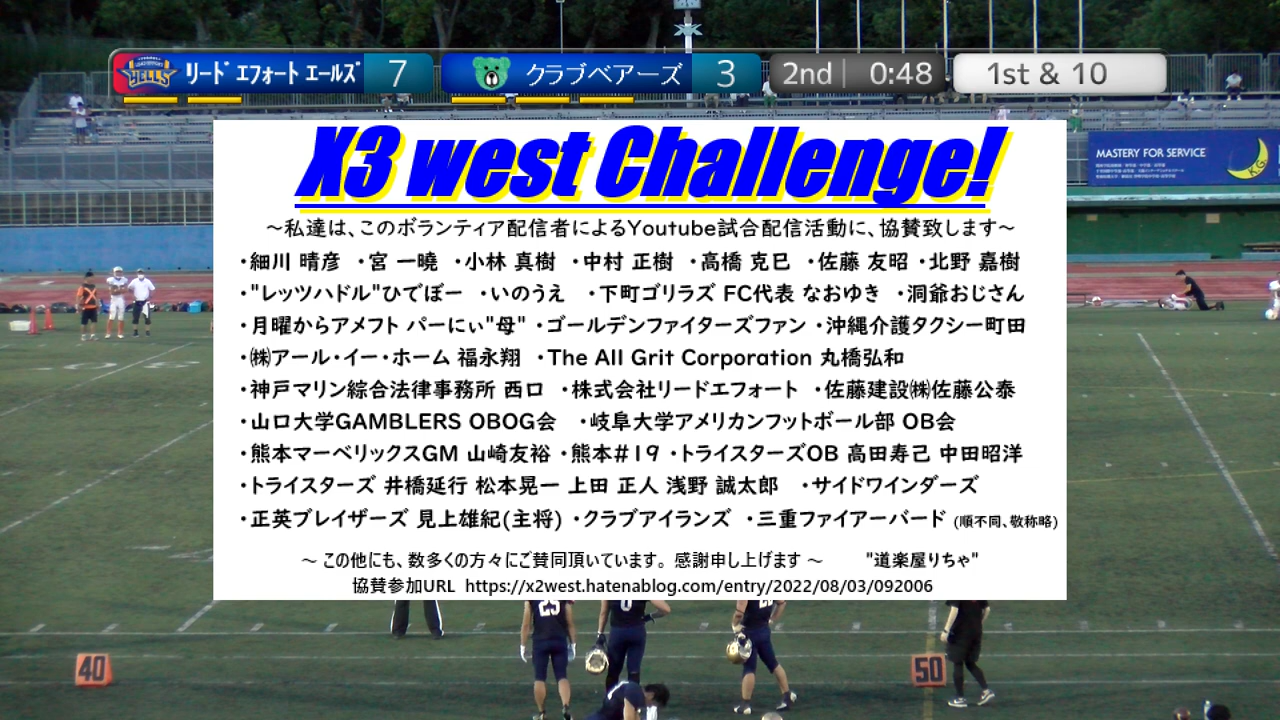 HELLS リードエフォート エールズ 7 クラブベアーズ 3 2nd 0:48 1st & 10
X3 west Challenge!
MASTERY FOR SERVICE
KG
～私達は、このボランティア配信者によるYoutube試合配信活動に、協賛致します～
・細川 晴彦 ・宮 一曉 ・小林 真樹 ・中村 正樹 ・高橋 克巳 ・佐藤 友昭 ・北野 嘉樹
・"レッツハドル"ひでぼー ・いのうえ ・下町ゴリラズ FC代表 なおゆき ・洞爺おじさん
・月曜からアメフト パーにぃ"母" ・ゴールデンファイターズファン ・沖縄介護タクシー町田
・㈱アール・イー・ホーム 福永翔 ・The All Grit Corporation 丸橋弘和
・神戸マリン綜合法律事務所 西口 ・株式会社リードエフォート ・佐藤建設㈱佐藤公泰
・山口大学GAMBLERS OBOG会 ・岐阜大学アメリカンフットボール部 OB会
・熊本マーベリックスGM 山崎友裕 ・熊本#19 ・トライスターズOB 高田寿己 中田昭洋
・トライスターズ 井橋延行 松本晃一 上田 正人 浅野 誠太郎 ・サイドワインダーズ
・正英ブレイザーズ 見上雄紀(主将) ・クラブアイランズ ・三重ファイアーバード (順不同、敬称略)
～ この他にも、数多くの方々にご賛同頂いています。感謝申し上げます ～ "道楽屋りちゃ"
協賛参加URL https://x2west.hatenablog.com/entry/2022/08/03/092006
40
50